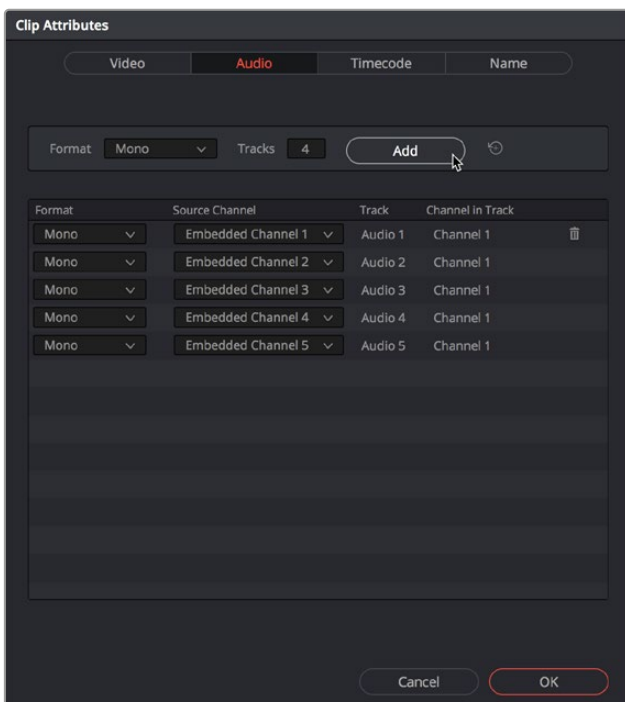 Clip Attributes
Video Audio Timecode Name
Format Mono Tracks 4 Add
Format Source Channel Track Channel in Track
Mono Embedded Channel 1 Audio 1 Channel 1
Mono Embedded Channel 2 Audio 2 Channel 1
Mono Embedded Channel 3 Audio 3 Channel 1
Mono Embedded Channel 4 Audio 4 Channel 1
Mono Embedded Channel 5 Audio 5 Channel 1
Cancel OK